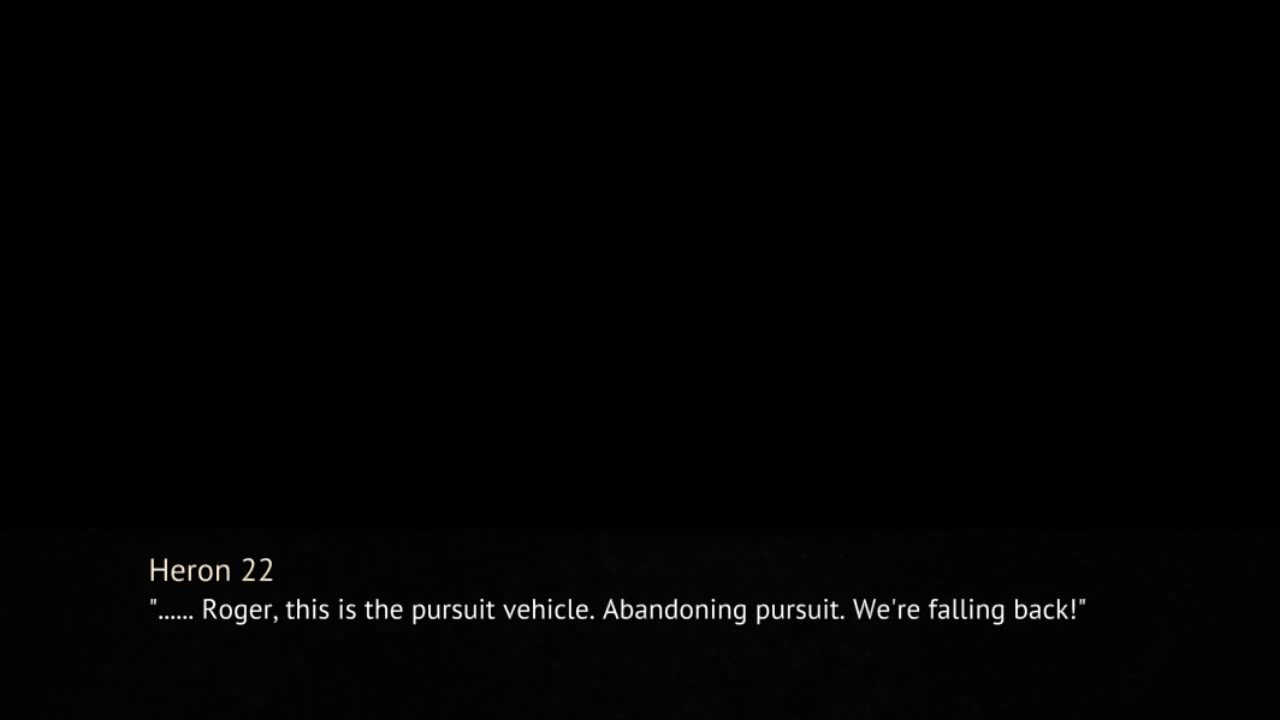 Heron 22
"...... Roger, this is the pursuit vehicle. Abandoning pursuit. We're falling back!"